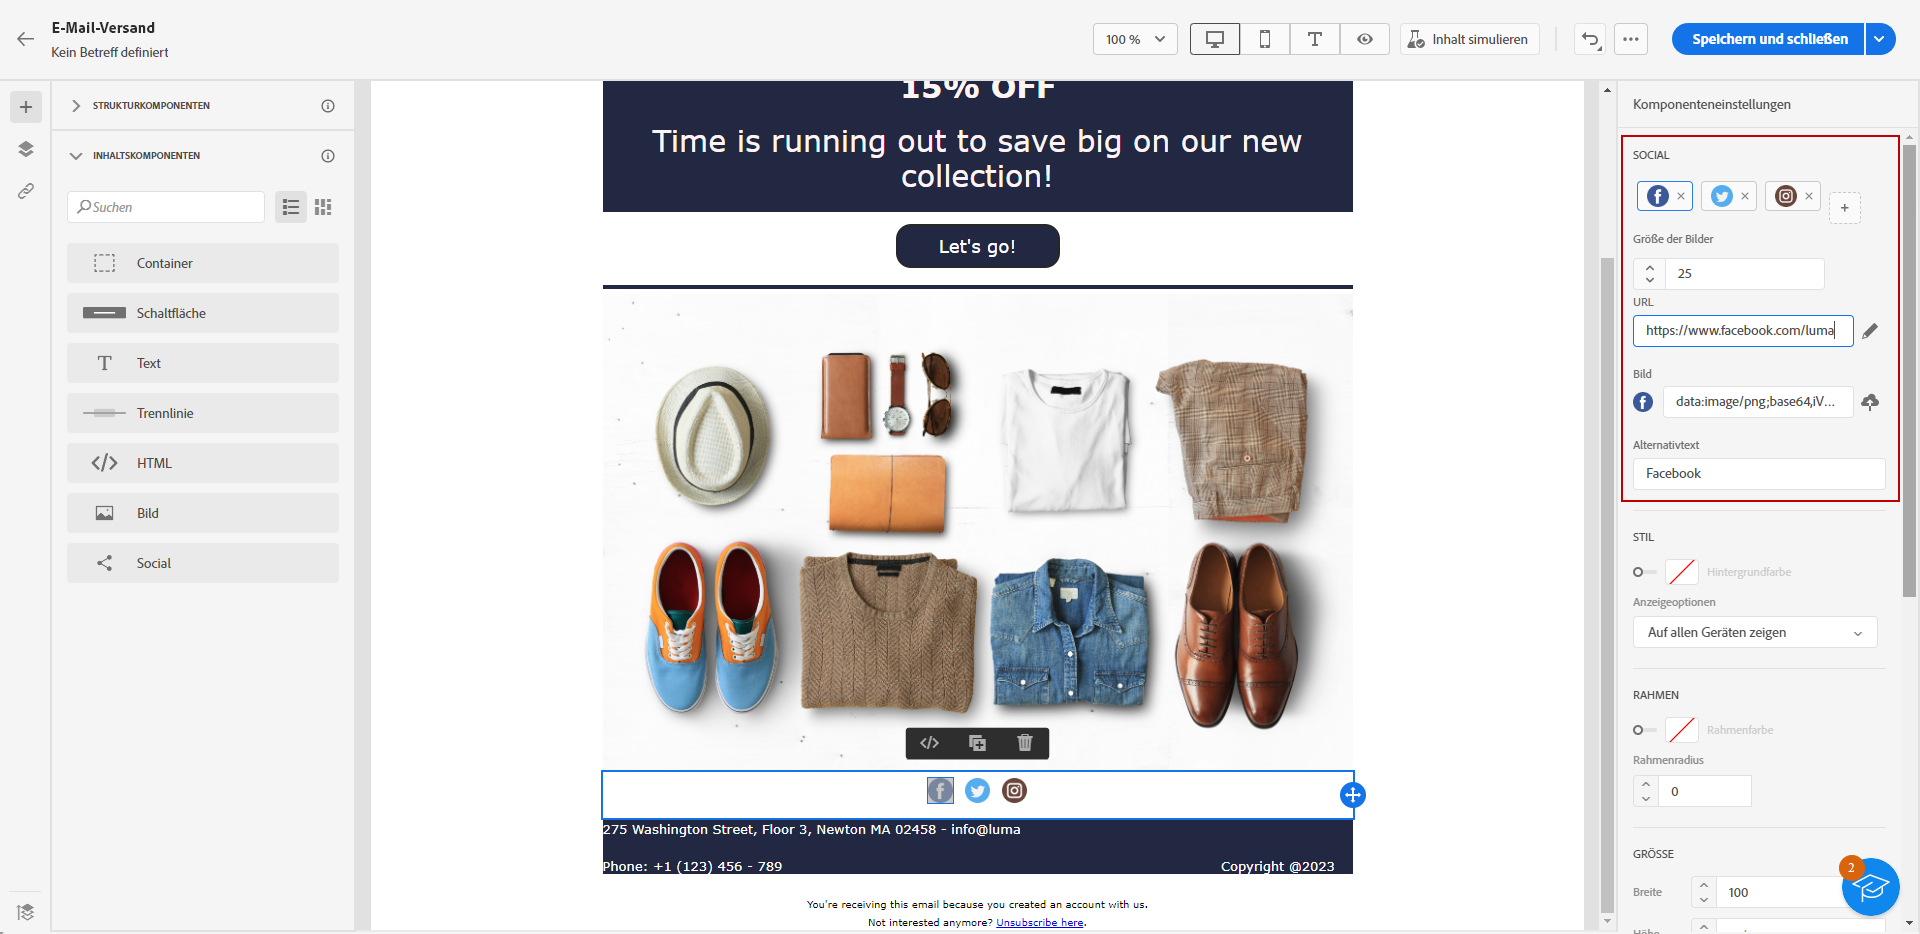 E-Mail-Versand
Kein Betreff definiert
100 %
Inhalt simulieren
Speichern und schließen
STRUKTURKOMPONENTEN
INHALTSKOMPONENTEN
Suchen
Container
Schaltfläche
Text
Trennlinie
HTML
Bild
Social
15% OFF
Time is running out to save big on our new
collection!
Let's go!
275 Washington Street, Floor 3, Newton MA 02458 - info@luma
Phone: +1 (123) 456 - 789
Copyright @2023
You're receiving this email because you created an account with us.
Not interested anymore? Unsubscribe here.
Komponenteneinstellungen
SOCIAL
Größe der Bilder
25
URL
https://www.facebook.com/luma
Bild
data:image/png;base64,iV...
Alternativtext
Facebook
STIL
Hintergrundfarbe
Anzeigeoptionen
Auf allen Geräten zeigen
RAHMEN
Rahmenfarbe
Rahmenradius
0
GRÖSSE
2
Breite
100
Höhe